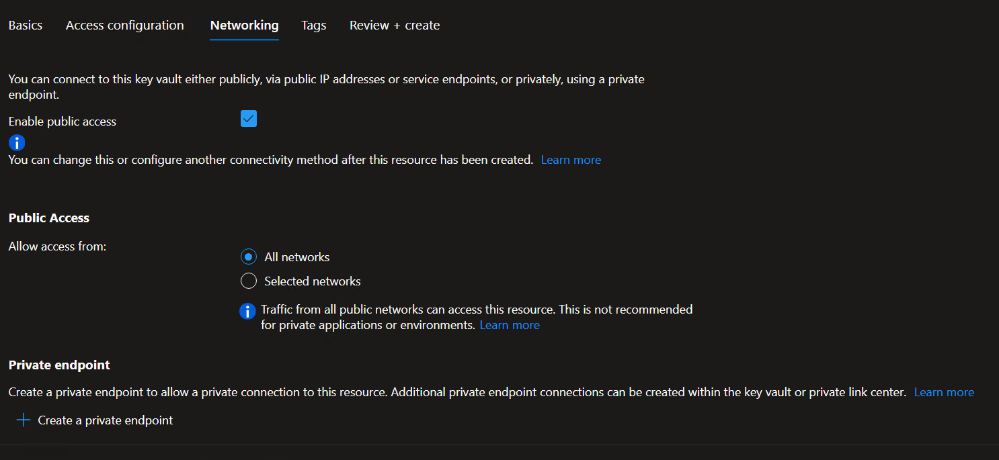 Basics Access configuration Networking Tags Review + create
You can connect to this key vault either publicly, via public IP addresses or service endpoints, or privately, using a private
endpoint.
Enable public access
You can change this or configure another connectivity method after this resource has been created. Learn more
Public Access
Allow access from:
All networks
Selected networks
Traffic from all public networks can access this resource. This is not recommended
for private applications or environments. Learn more
Private endpoint
Create a private endpoint to allow a private connection to this resource. Additional private endpoint connections can be created within the key vault or private link center. Learn more
Create a private endpoint